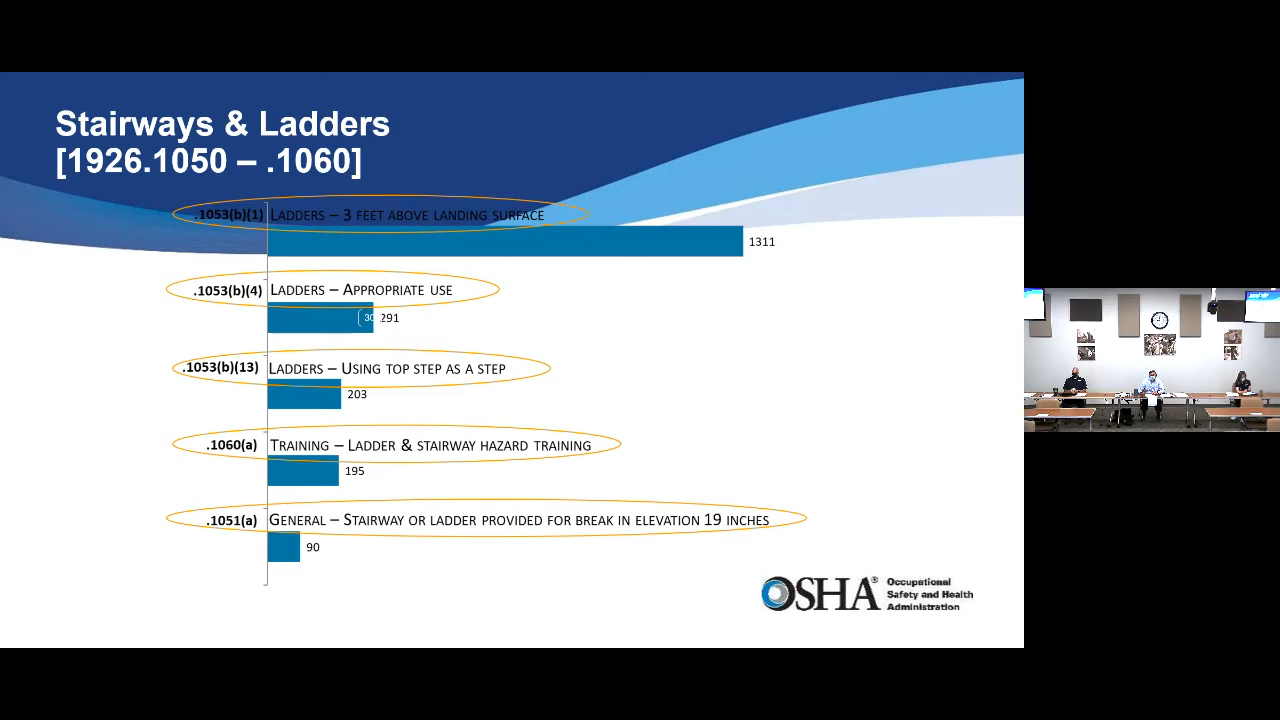 Stairways & Ladders
[1926.1050 – .1060]
.1053(b)(1) Ladders – 3 feet above landing surface
1311
.1053(b)(4) Ladders – Appropriate use
30 291
.1053(b)(13) Ladders – Using top step as a step
203
.1060(a) Training – Ladder & stairway hazard training
195
.1051(a) General – Stairway or ladder provided for break in elevation 19 inches
90
OSHA® Occupational
Safety and Health
Administration